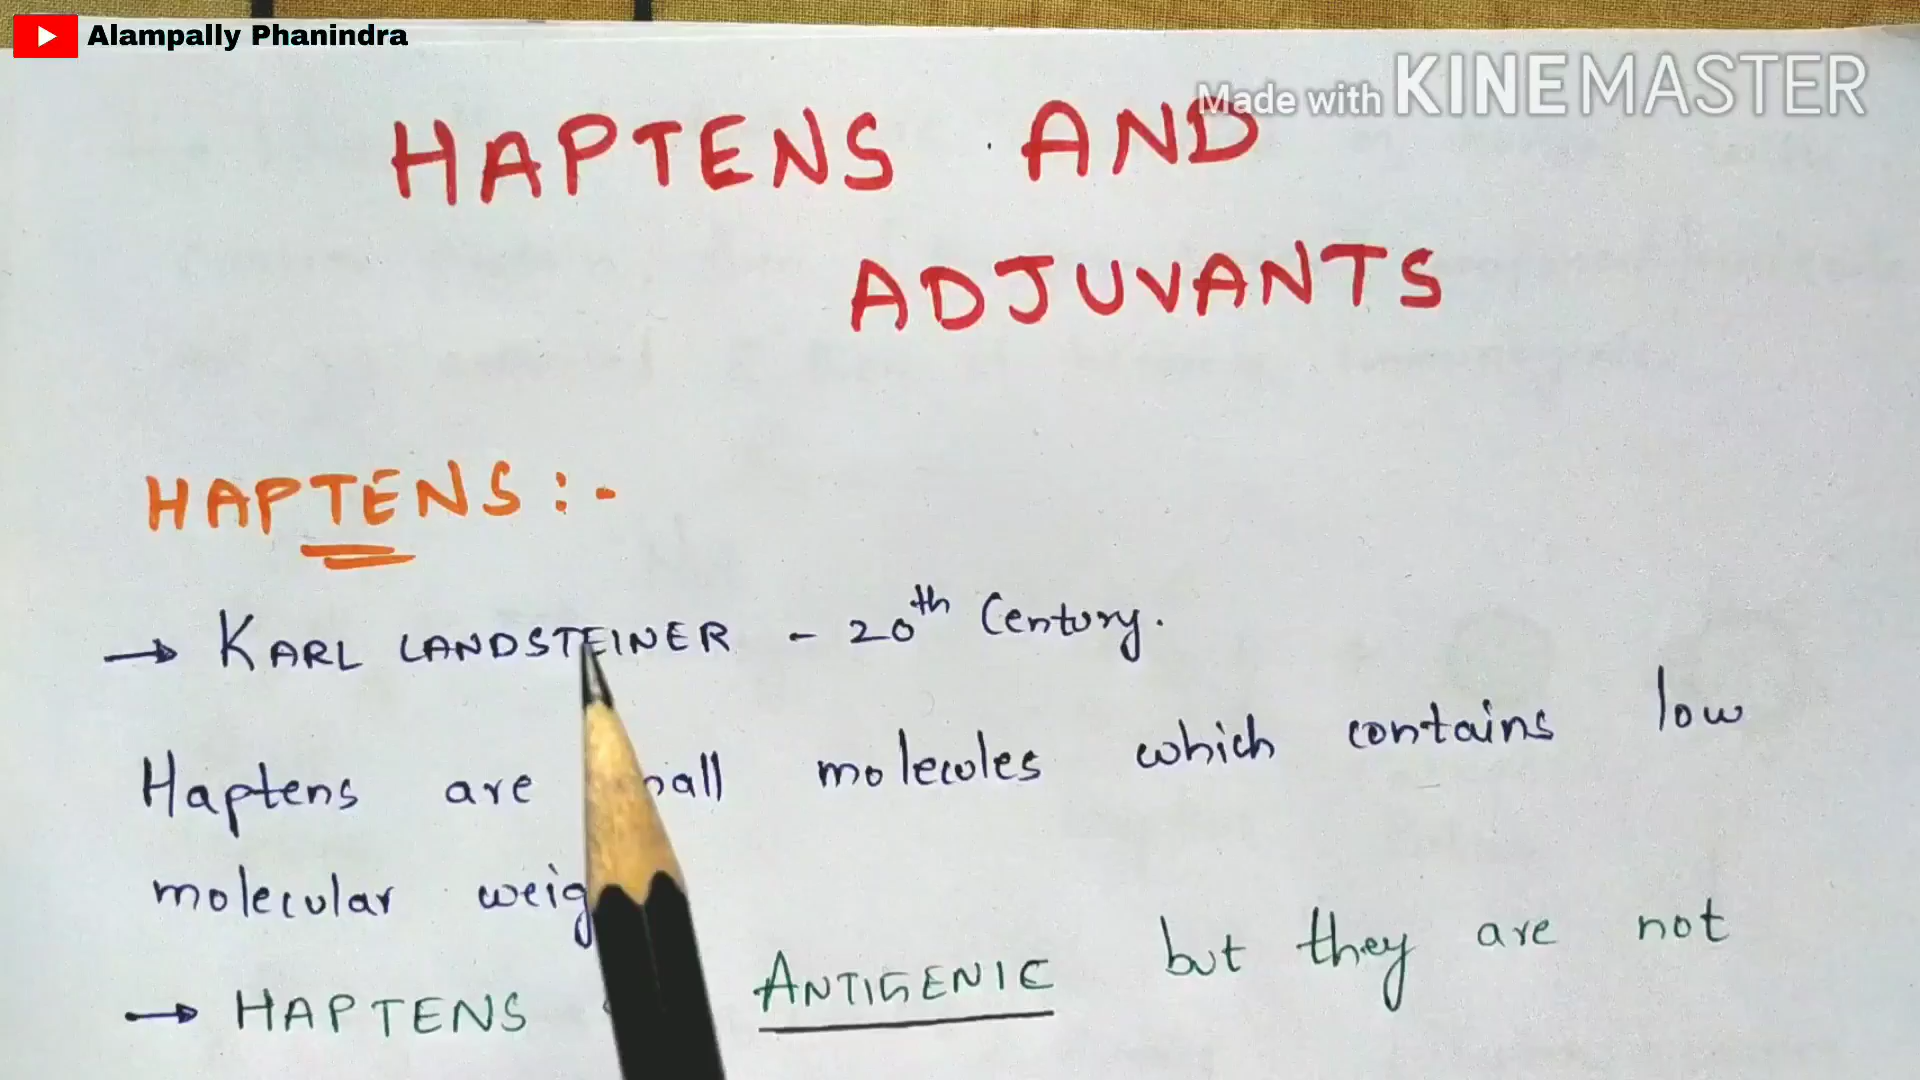 Alampally Phanindra
Made with KINEMASTER
HAPTENS AND
ADJUVANTS
HAPTENS :-
→ KARL LANDSTEINER - 20th Century.
Haptens are molecules which contains low
molecular
→ HAPTENS ANTIGENIC but they are not